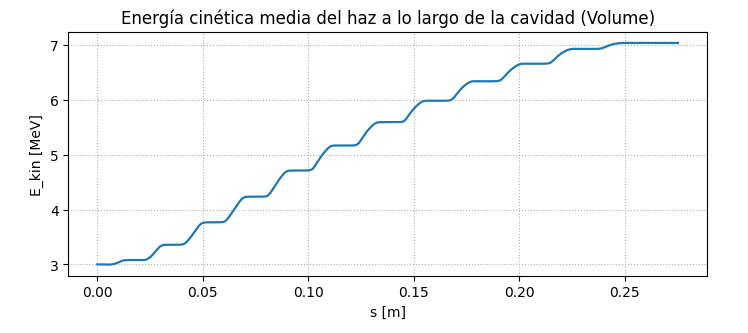 Energía cinética media del haz a lo largo de la cavidad (Volume)
7
6
5
4
3
E_kin [MeV]
0.00 0.05 0.10 0.15 0.20 0.25
s [m]